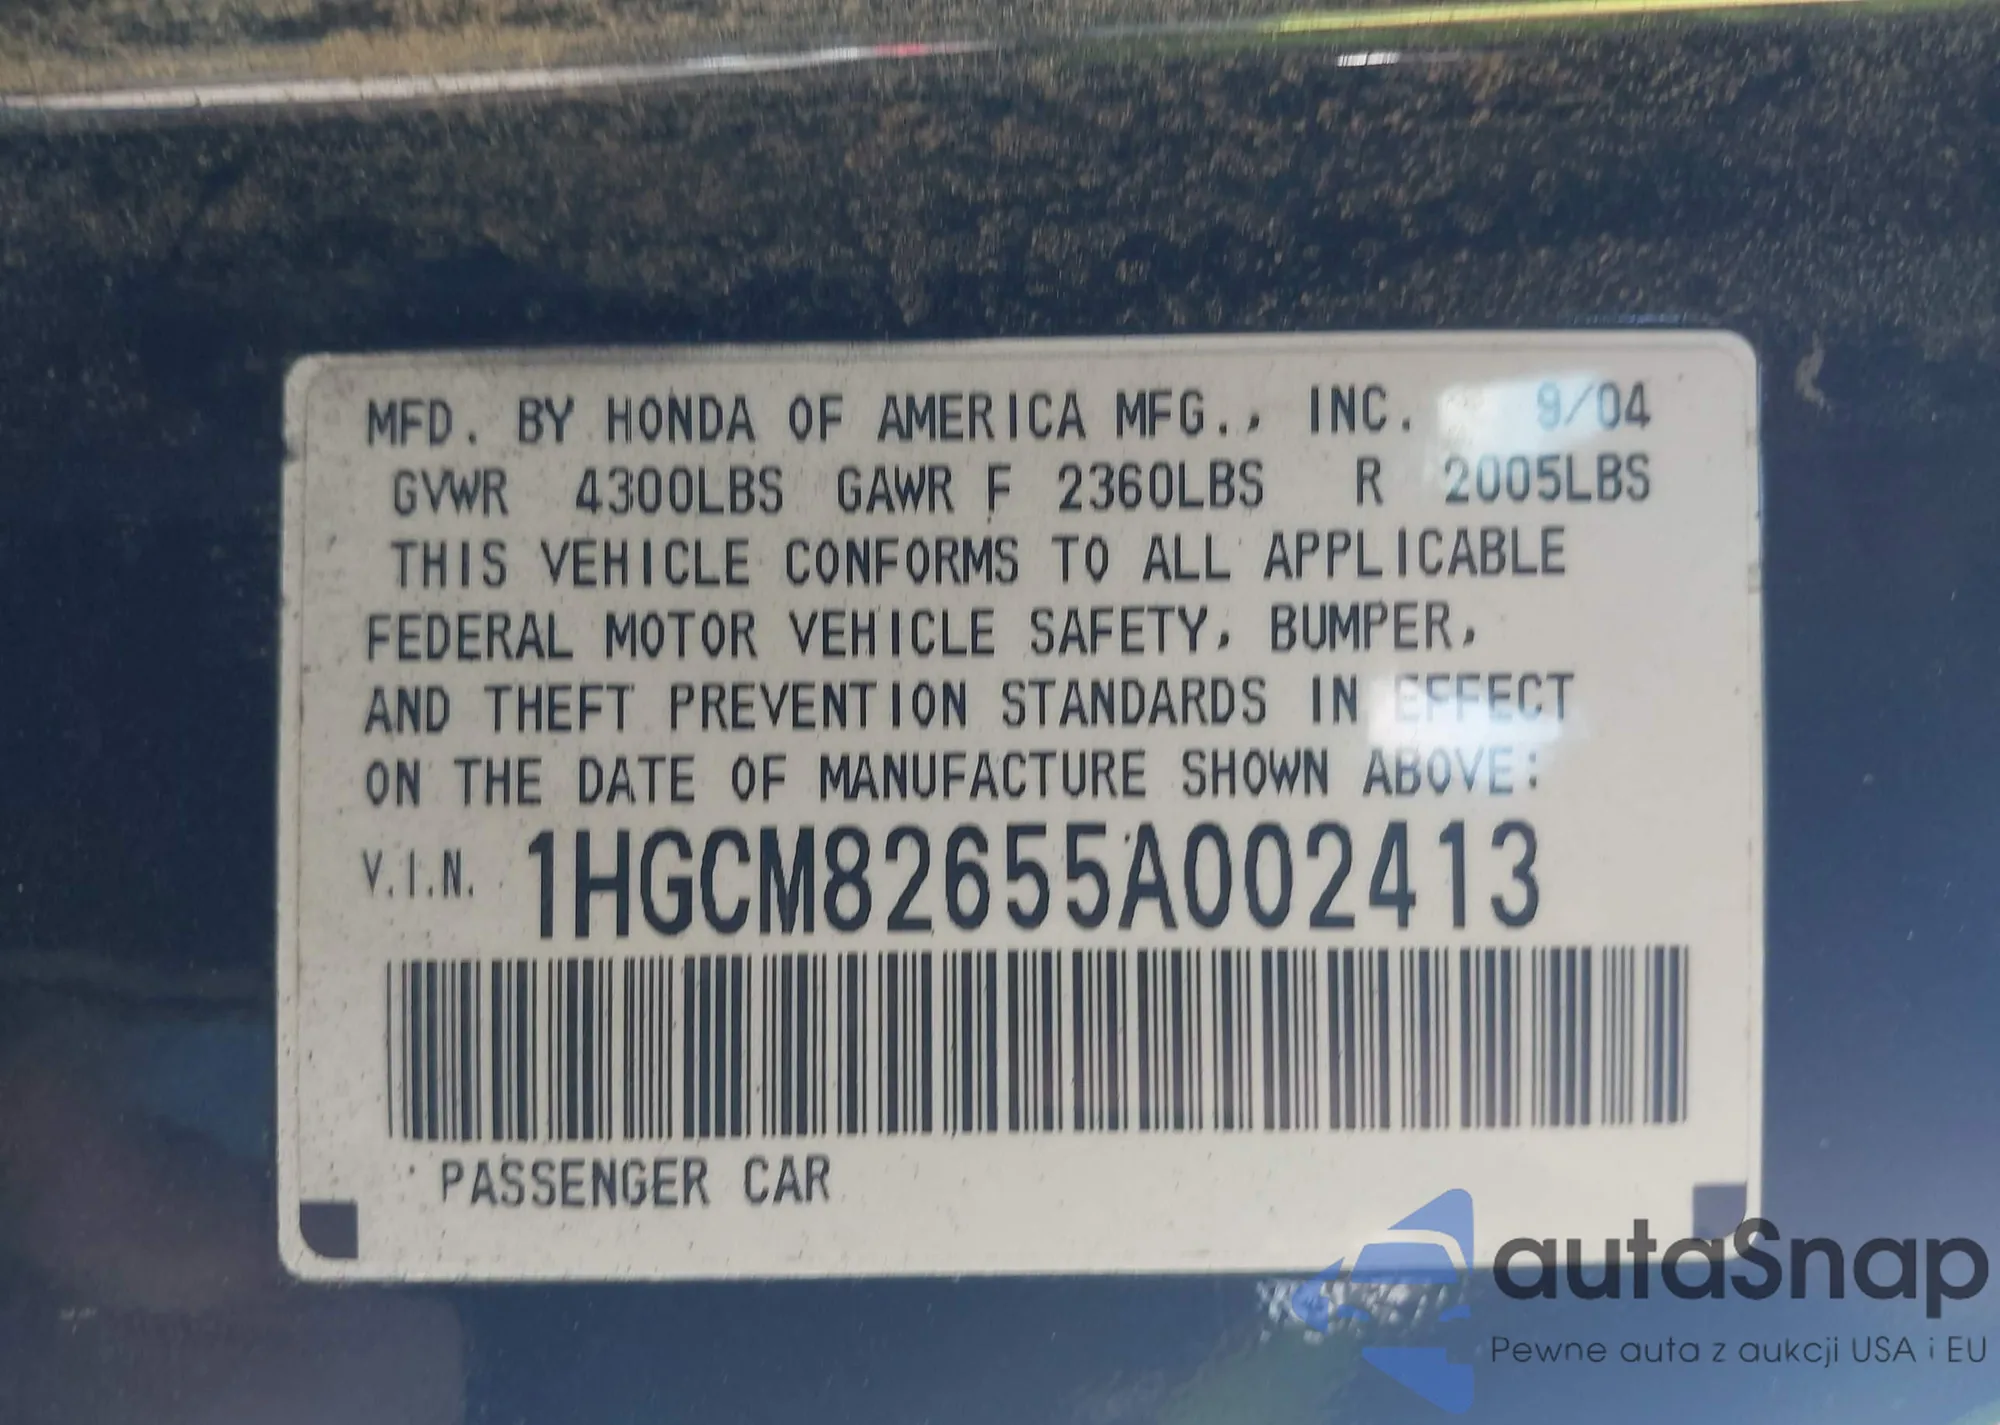 MFD. BY HONDA OF AMERICA MFG., INC. 9/04
GVWR 4300LBS GAWR F 2360LBS R 2005LBS
THIS VEHICLE CONFORMS TO ALL APPLICABLE
FEDERAL MOTOR VEHICLE SAFETY, BUMPER,
AND THEFT PREVENTION STANDARDS IN EFFECT
ON THE DATE OF MANUFACTURE SHOWN ABOVE:
V.I.N. 1HGCM82655A002413
PASSENGER CAR
autaSnap
Pewne auta z aukcji USA i EU